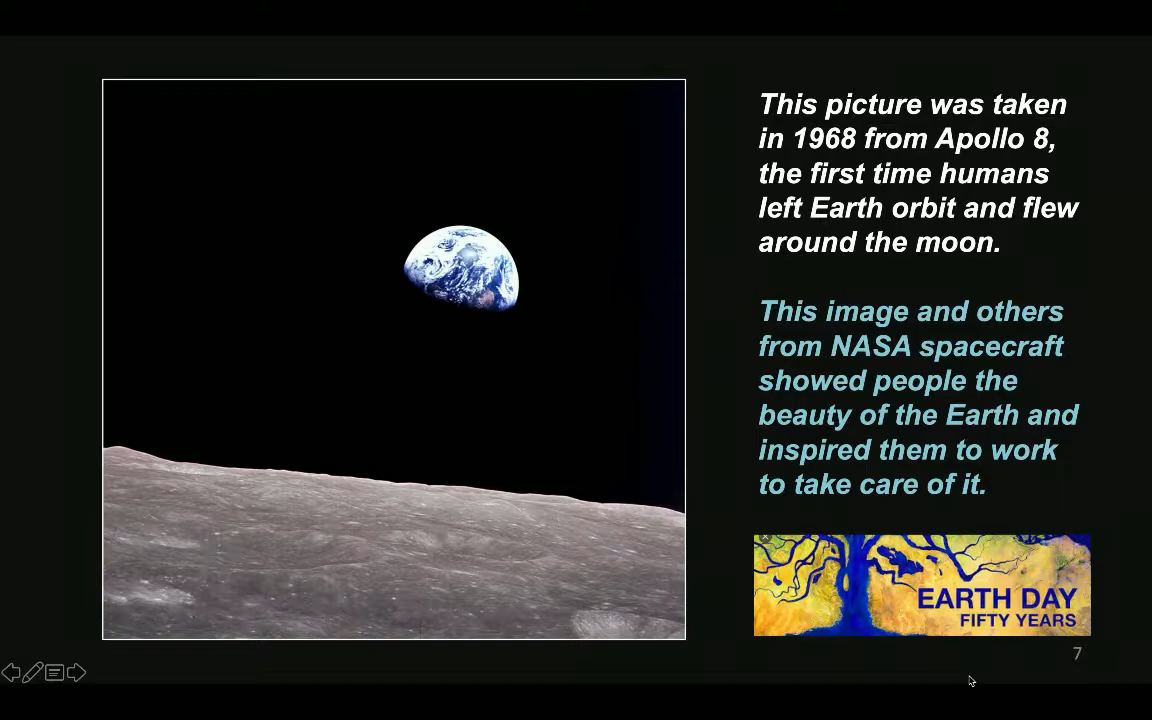 This picture was taken
in 1968 from Apollo 8,
the first time humans
left Earth orbit and flew
around the moon.
This image and others
from NASA spacecraft
showed people the
beauty of the Earth and
inspired them to work
to take care of it.
EARTH DAY
FIFTY YEARS
7